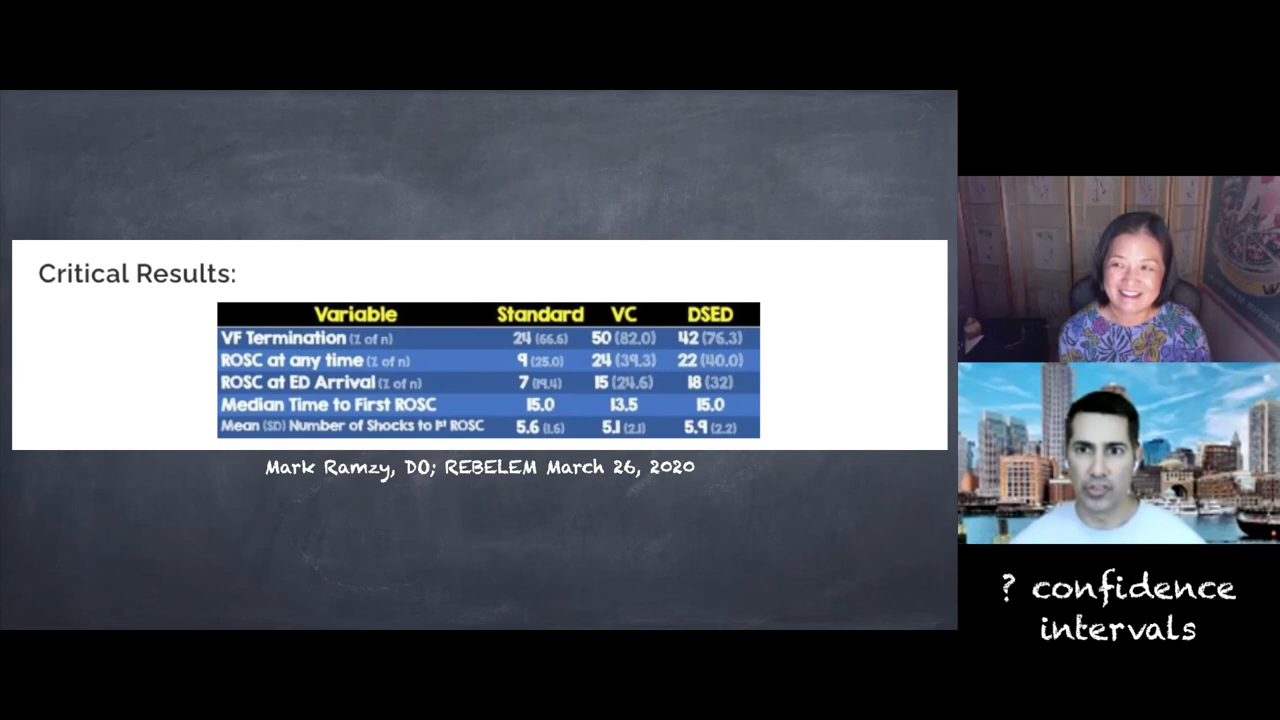 Critical Results:
Variable Standard VC DSED
VF Termination (% of n) 24 (66.6) 50 (82.0) 42 (76.3)
ROSC at any time (% of n) 9 (25.0) 24 (39.3) 22 (40.0)
ROSC at ED Arrival (% of n) 7 (19.4) 15 (24.6) 18 (32)
Median Time to First ROSC 15.0 13.5 15.0
Mean (SD) Number of Shocks to 1st ROSC 5.6 (1.6) 5.1 (2.1) 5.9 (2.2)
Mark Ramzy, DO; REBELEM March 26, 2020
? confidence
intervals